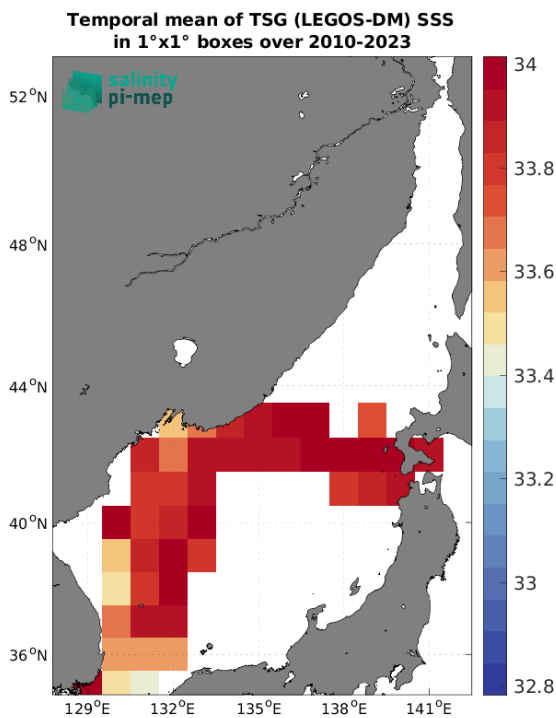 Temporal mean of TSG (LEGOS-DM) SSS
in 1°x1° boxes over 2010-2023
salinity
pi-mep
52°N
48°N
44°N
40°N
36°N
129°E
132°E
135°E
138°E
141°E
34
33.8
33.6
33.4
33.2
33
32.8